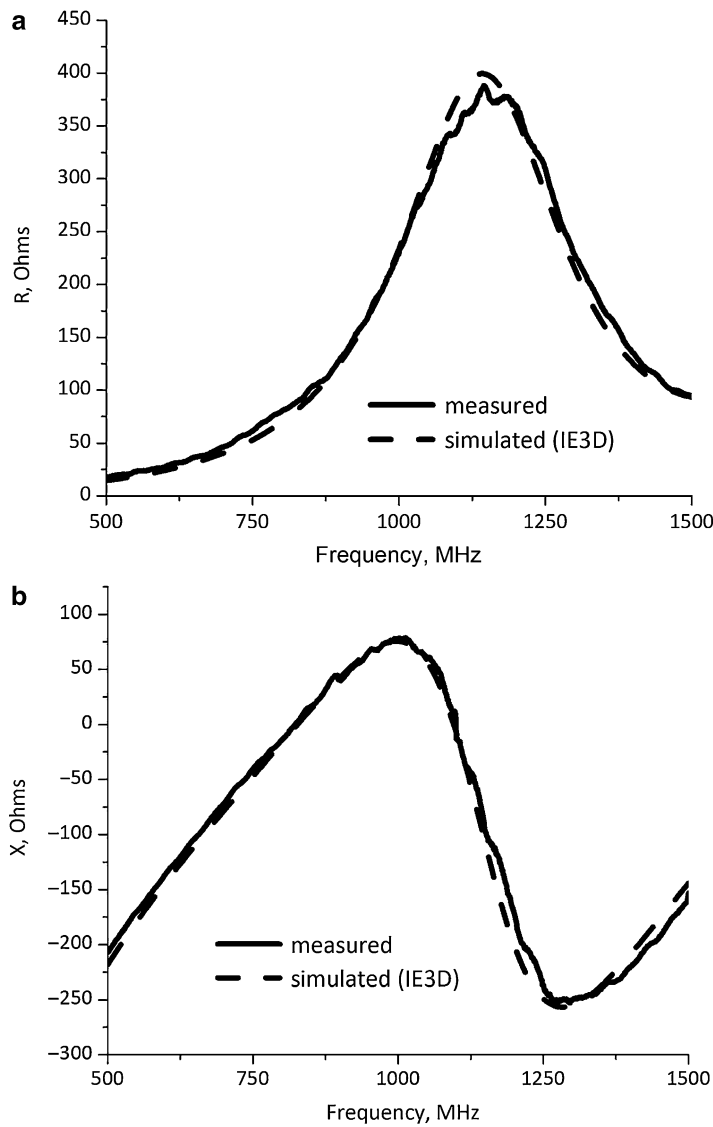 a
450
400
350
300
250
200
150
100
50
0
R, Ohms
measured
simulated (IE3D)
500 750 1000 1250 1500
Frequency, MHz
b
100
50
0
−50
−100
−150
−200
−250
−300
X, Ohms
measured
simulated (IE3D)
500 750 1000 1250 1500
Frequency, MHz